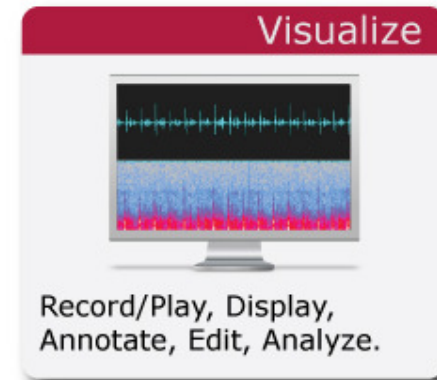 Visualize
Record/Play, Display,
Annotate, Edit, Analyze.